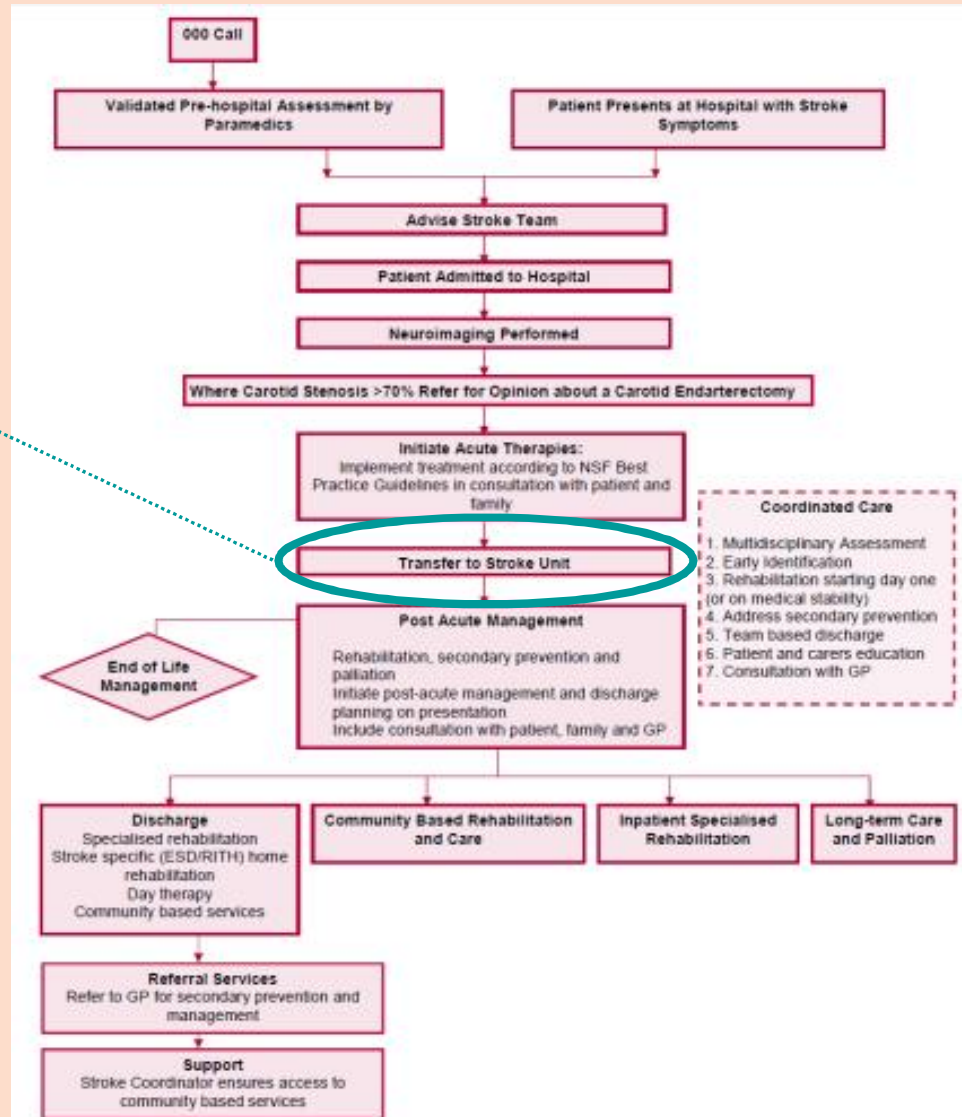 000 Call
Validated Pre-hospital Assessment by
Paramedics
Patient Presents at Hospital with Stroke
Symptoms
Advise Stroke Team
Patient Admitted to Hospital
Neuroimaging Performed
Where Carotid Stenosis >70% Refer for Opinion about a Carotid Endarterectomy
Initiate Acute Therapies:
Implement treatment according to NSF Best
Practice Guidelines in consultation with patient and
family
Transfer to Stroke Unit
Coordinated Care
1. Multidisciplinary Assessment
2. Early Identification
3. Rehabilitation starting day one
(or on medical stability)
4. Address secondary prevention
5. Team based discharge
6. Patient and carers education
7. Consultation with GP
Post Acute Management
Rehabilitation, secondary prevention and
palliation
Initiate post-acute management and discharge
planning on presentation
Include consultation with patient, family and GP
End of Life
Management
Discharge
Specialised rehabilitation
Stroke specific (ESD/RITH) home
rehabilitation
Day therapy
Community based services
Community Based Rehabilitation
and Care
Inpatient Specialised
Rehabilitation
Long-term Care
and Palliation
Referral Services
Refer to GP for secondary prevention and
management
Support
Stroke Coordinator ensures access to
community based services